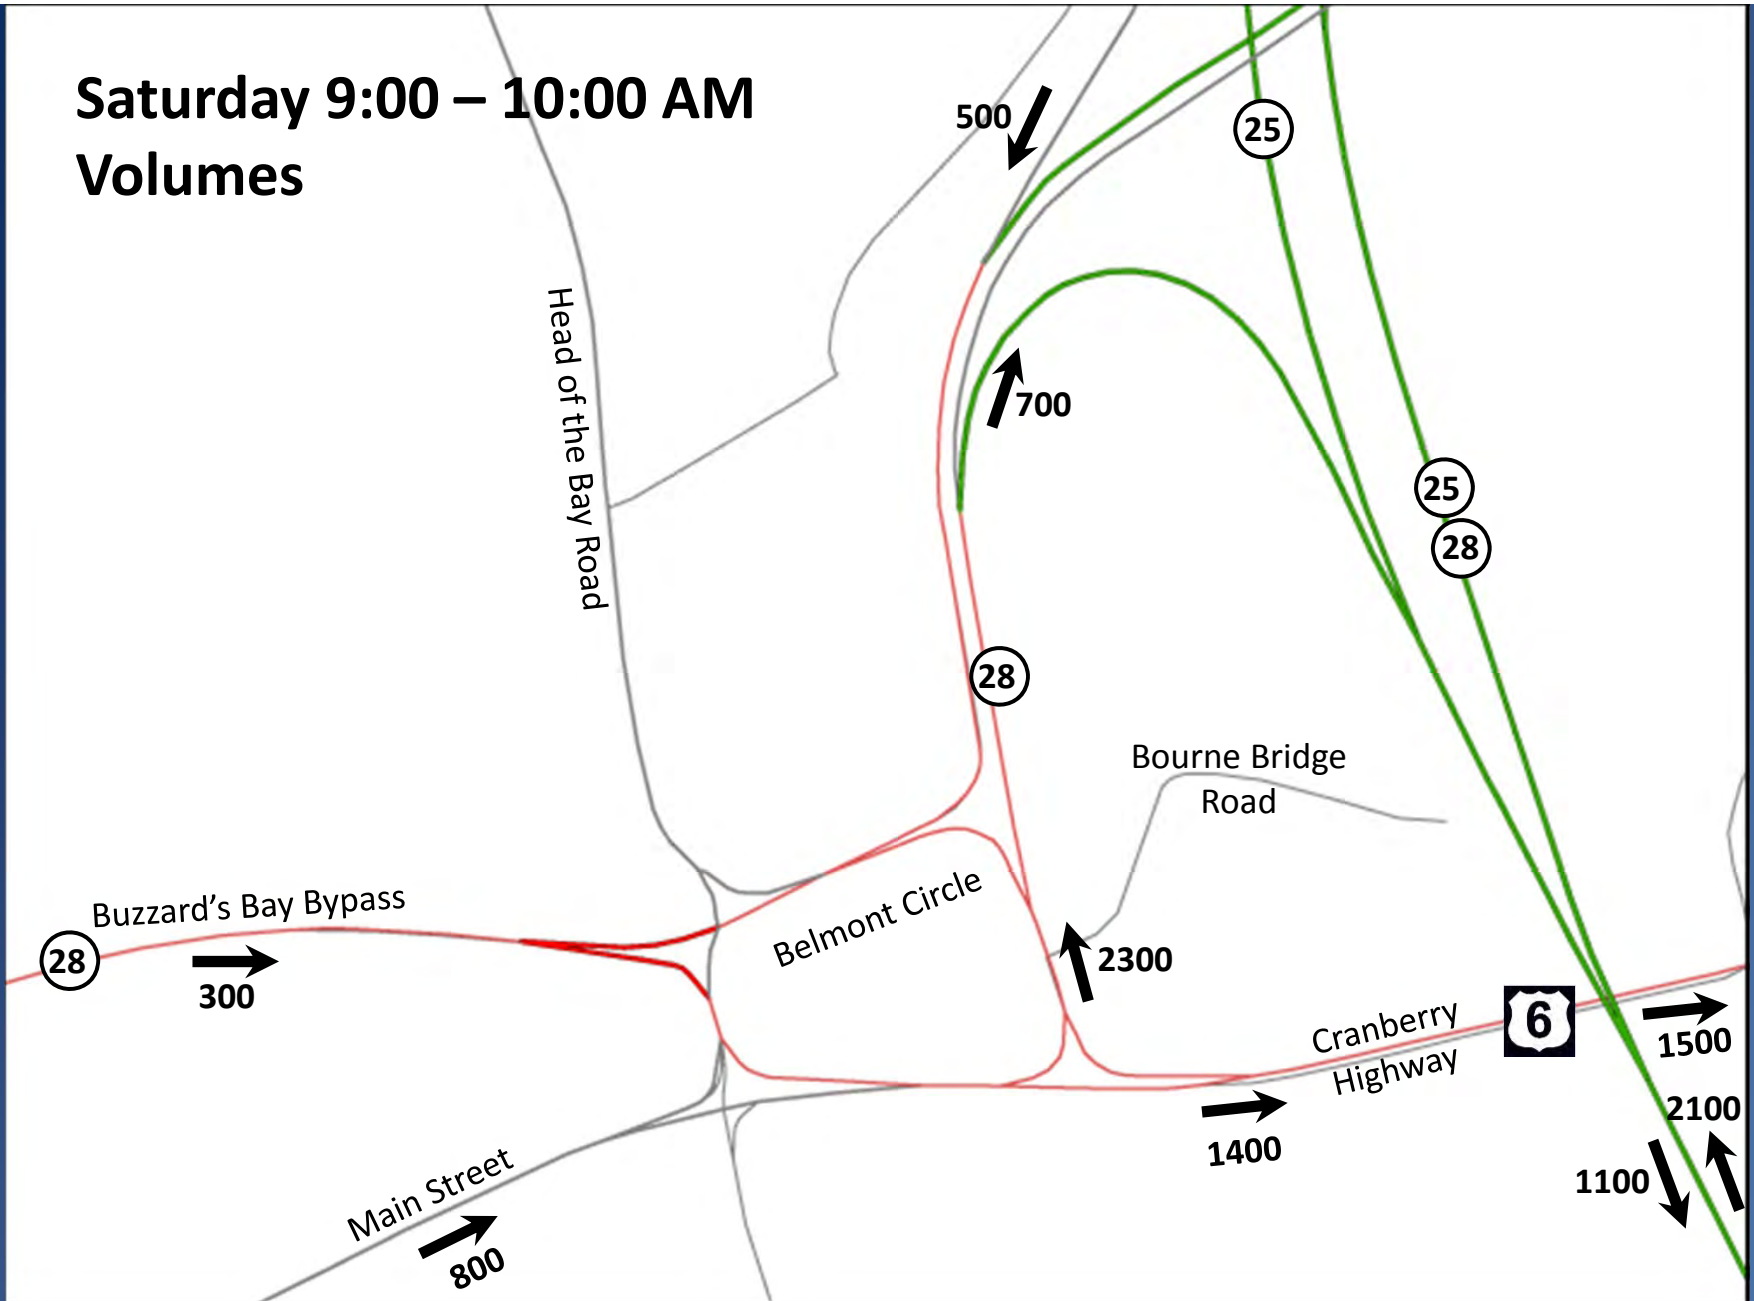 Saturday 9:00 – 10:00 AM
Volumes
500
25
Head of the Bay Road
700
25
28
28
Bourne Bridge
Road
Buzzard's Bay Bypass
Belmont Circle
28
300
2300
Cranberry
Highway
6
1500
1400
2100
1100
Main Street
800